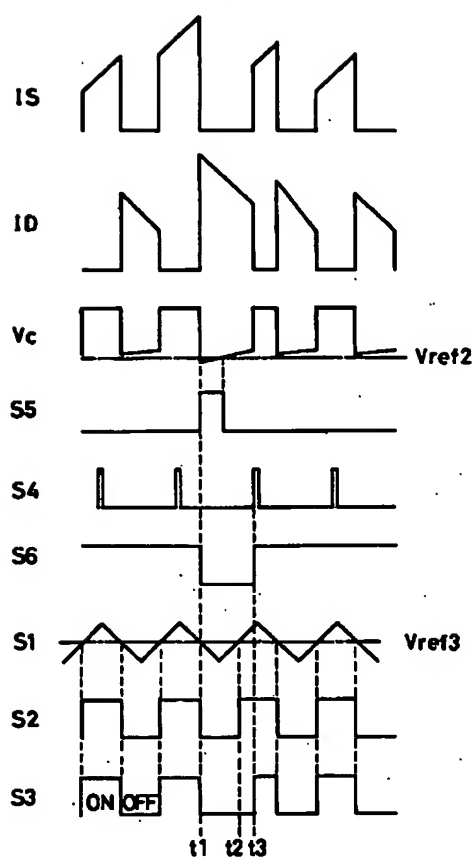 IS
ID
Vc
Vref2
S5
S4
S6
S1
Vref3
S2
S3
ON OFF
t1 t2 t3